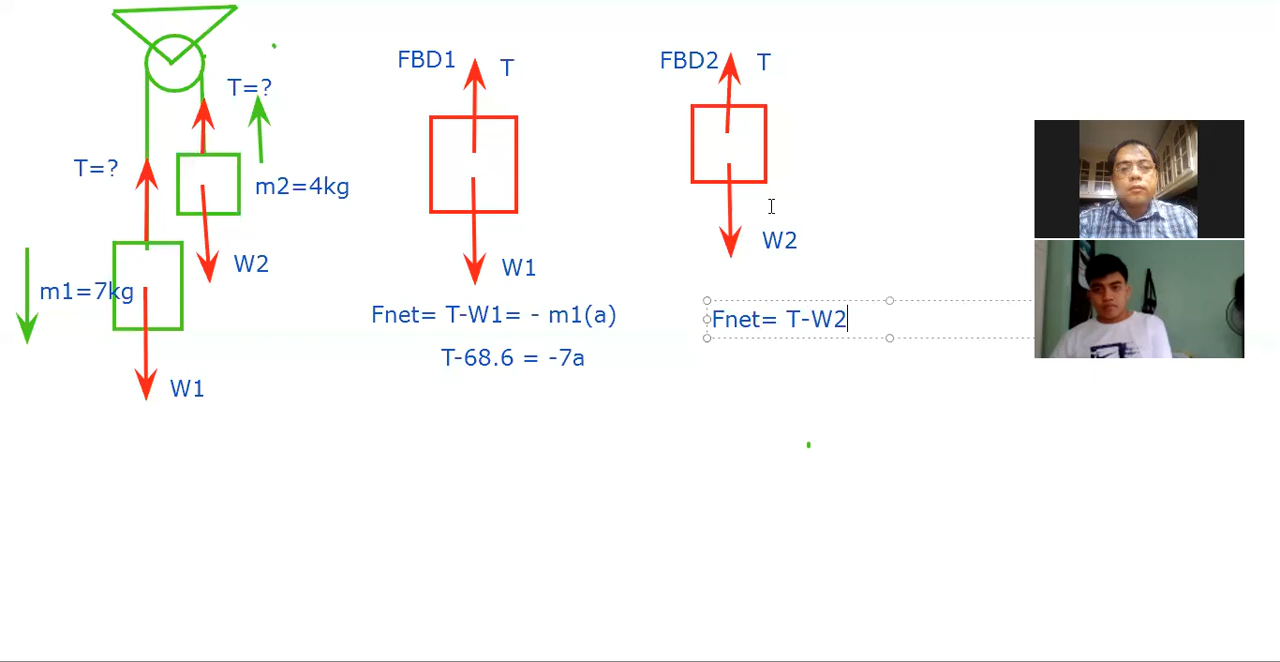 FBD1
T
FBD2
T
T=?
T=?
m2=4kg
W2
W2
W1
m1=7kg
Fnet= T-W1= - m1(a)
Fnet= T-W2
T-68.6 = -7a
W1